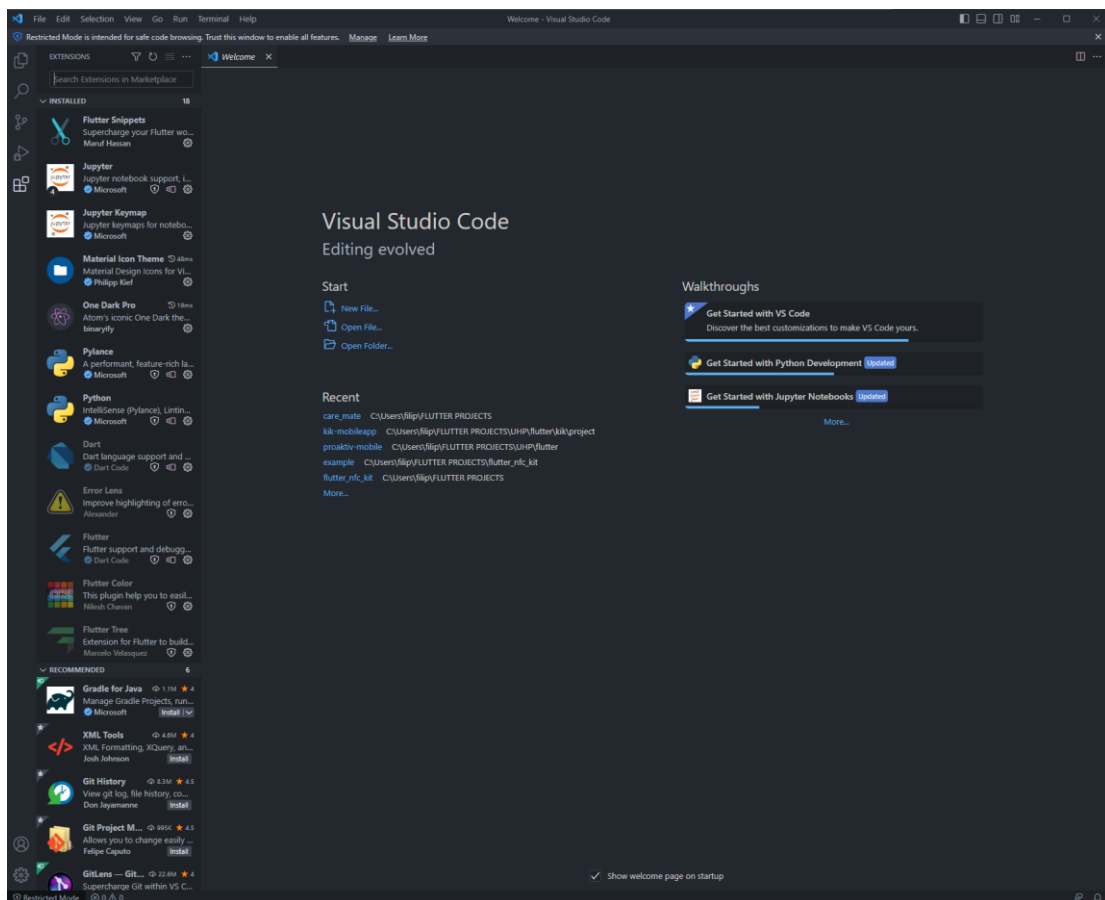 File Edit Selection View Go Run Terminal Help
Welcome - Visual Studio Code
Restricted Mode is intended for safe code browsing. Trust this window to enable all features. Manage Learn More
EXTENSIONS
Welcome
Search Extensions in Marketplace
INSTALLED 18
Flutter Snippets
Supercharge your Flutter wo...
Maruf Hassan
Jupyter
Jupyter notebook support, i...
Microsoft
4
Jupyter Keymap
Jupyter keymaps for notebo...
Microsoft
Material Icon Theme 48ms
Material Design Icons for Vi...
Philipp Kief
One Dark Pro 19ms
Atom's iconic One Dark the...
binaryify
Pylance
A performant, feature-rich la...
Microsoft
Python
IntelliSense (Pylance), Lintin...
Microsoft
Dart
Dart language support and ...
Dart Code
Error Lens
Improve highlighting of erro...
Alexander
Flutter
Flutter support and debugg...
Dart Code
Flutter Color
This plugin help you to easil...
Nilesh Chavan
Flutter Tree
Extension for Flutter to build...
Marcelo Velasquez
RECOMMENDED 6
Gradle for Java 1.1M 4
Manage Gradle Projects, run...
Microsoft Install
XML Tools 4.6M 4
XML Formatting, XQuery, an...
Josh Johnson Install
Git History 8.3M 4.5
View git log, file history, co...
Don Jayamanne Install
Git Project M... 995K 4.5
Allows you to change easily ...
Felipe Caputo Install
GitLens — Git... 22.6M 4
Supercharge Git within VS C...
Visual Studio Code
Editing evolved
Start
New File...
Open File...
Open Folder...
Recent
care_mate C:\Users\filip\FLUTTER PROJECTS
kik-mobileapp C:\Users\filip\FLUTTER PROJECTS\UHP\flutter\kik\project
proaktiv-mobile C:\Users\filip\FLUTTER PROJECTS\UHP\flutter
example C:\Users\filip\FLUTTER PROJECTS\flutter_nfc_kit
flutter_nfc_kit C:\Users\filip\FLUTTER PROJECTS
More...
Walkthroughs
Get Started with VS Code
Discover the best customizations to make VS Code yours.
Get Started with Python Development Updated
Get Started with Jupyter Notebooks Updated
More...
Show welcome page on startup
Restricted Mode 0 0